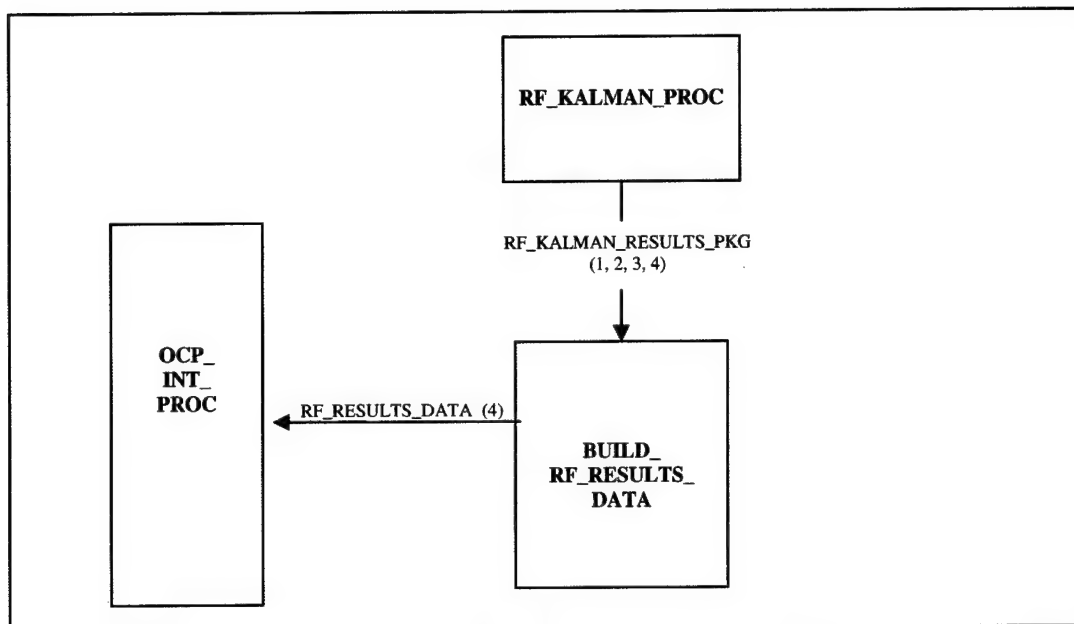 RF_KALMAN_PROC
RF_KALMAN_RESULTS_PKG
(1, 2, 3, 4)
OCP_
INT_
PROC
RF_RESULTS_DATA (4)
BUILD_
RF_RESULTS_
DATA